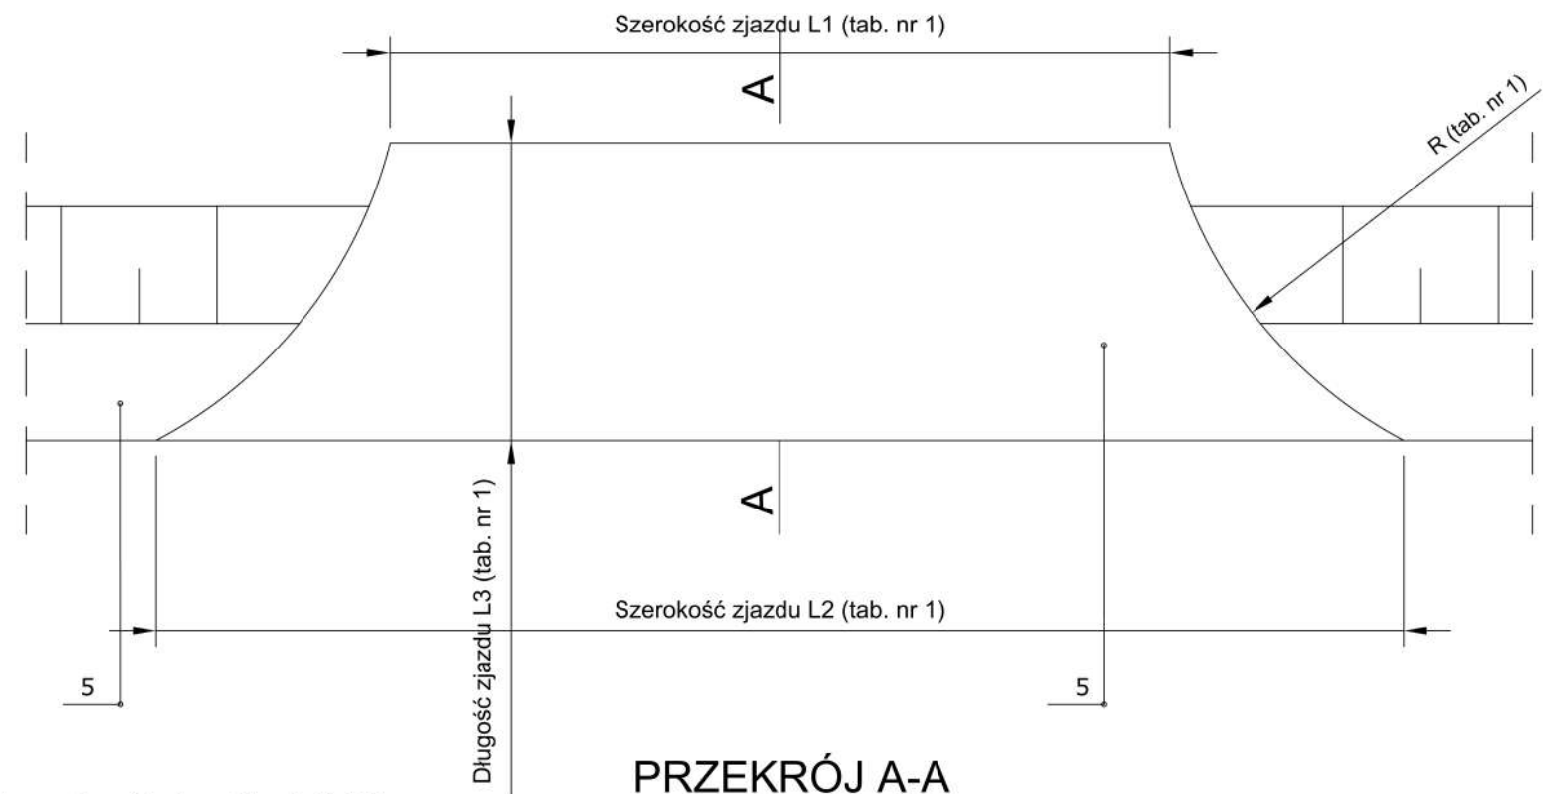 Szerokość zjazdu L1 (tab. nr 1)
A
R (tab. nr 1)
A
Długość zjazdu L3 (tab. nr 1)
Szerokość zjazdu L2 (tab. nr 1)
5
5
PRZEKRÓJ A-A